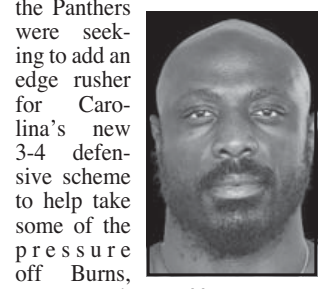 the Panthers
were seek-
ing to add an
edge rusher
for Caro-
lina's new
3-4 defen-
sive scheme
to help take
some of the
pressure
off Burns,